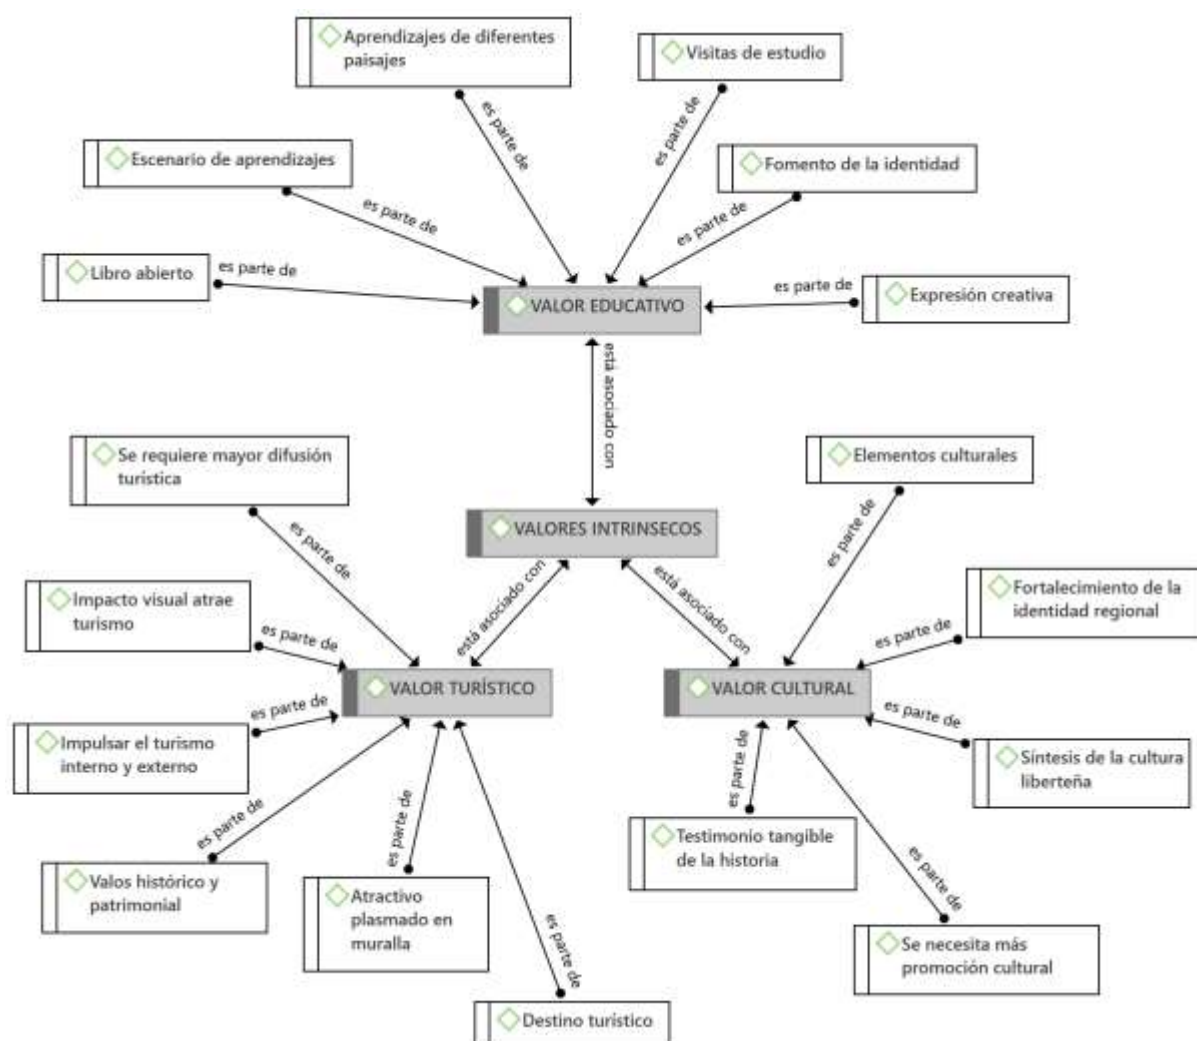 Aprendizajes de diferentes
paisajes
Visitas de estudio
es parte de
es parte de
Escenario de aprendizajes
Fomento de la identidad
es parte de
es parte de
Libro abierto
es parte de
VALOR EDUCATIVO
es parte de
Expresión creativa
está asociado con
Se requiere mayor difusión
turística
Elementos culturales
es parte de
VALORES INTRINSECOS
es parte de
Impacto visual atrae
turismo
está asociado con
está asociado con
Fortalecimiento de la
identidad regional
es parte de
es parte de
VALOR TURÍSTICO
VALOR CULTURAL
es parte de
es parte de
Impulsar el turismo
interno y externo
es parte de
Síntesis de la cultura
liberteña
es parte de
es parte de
Testimonio tangible
de la historia
Valos histórico y
patrimonial
Atractivo
plasmado en
muralla
es parte de
es parte de
Se necesita más
promoción cultural
Destino turístico